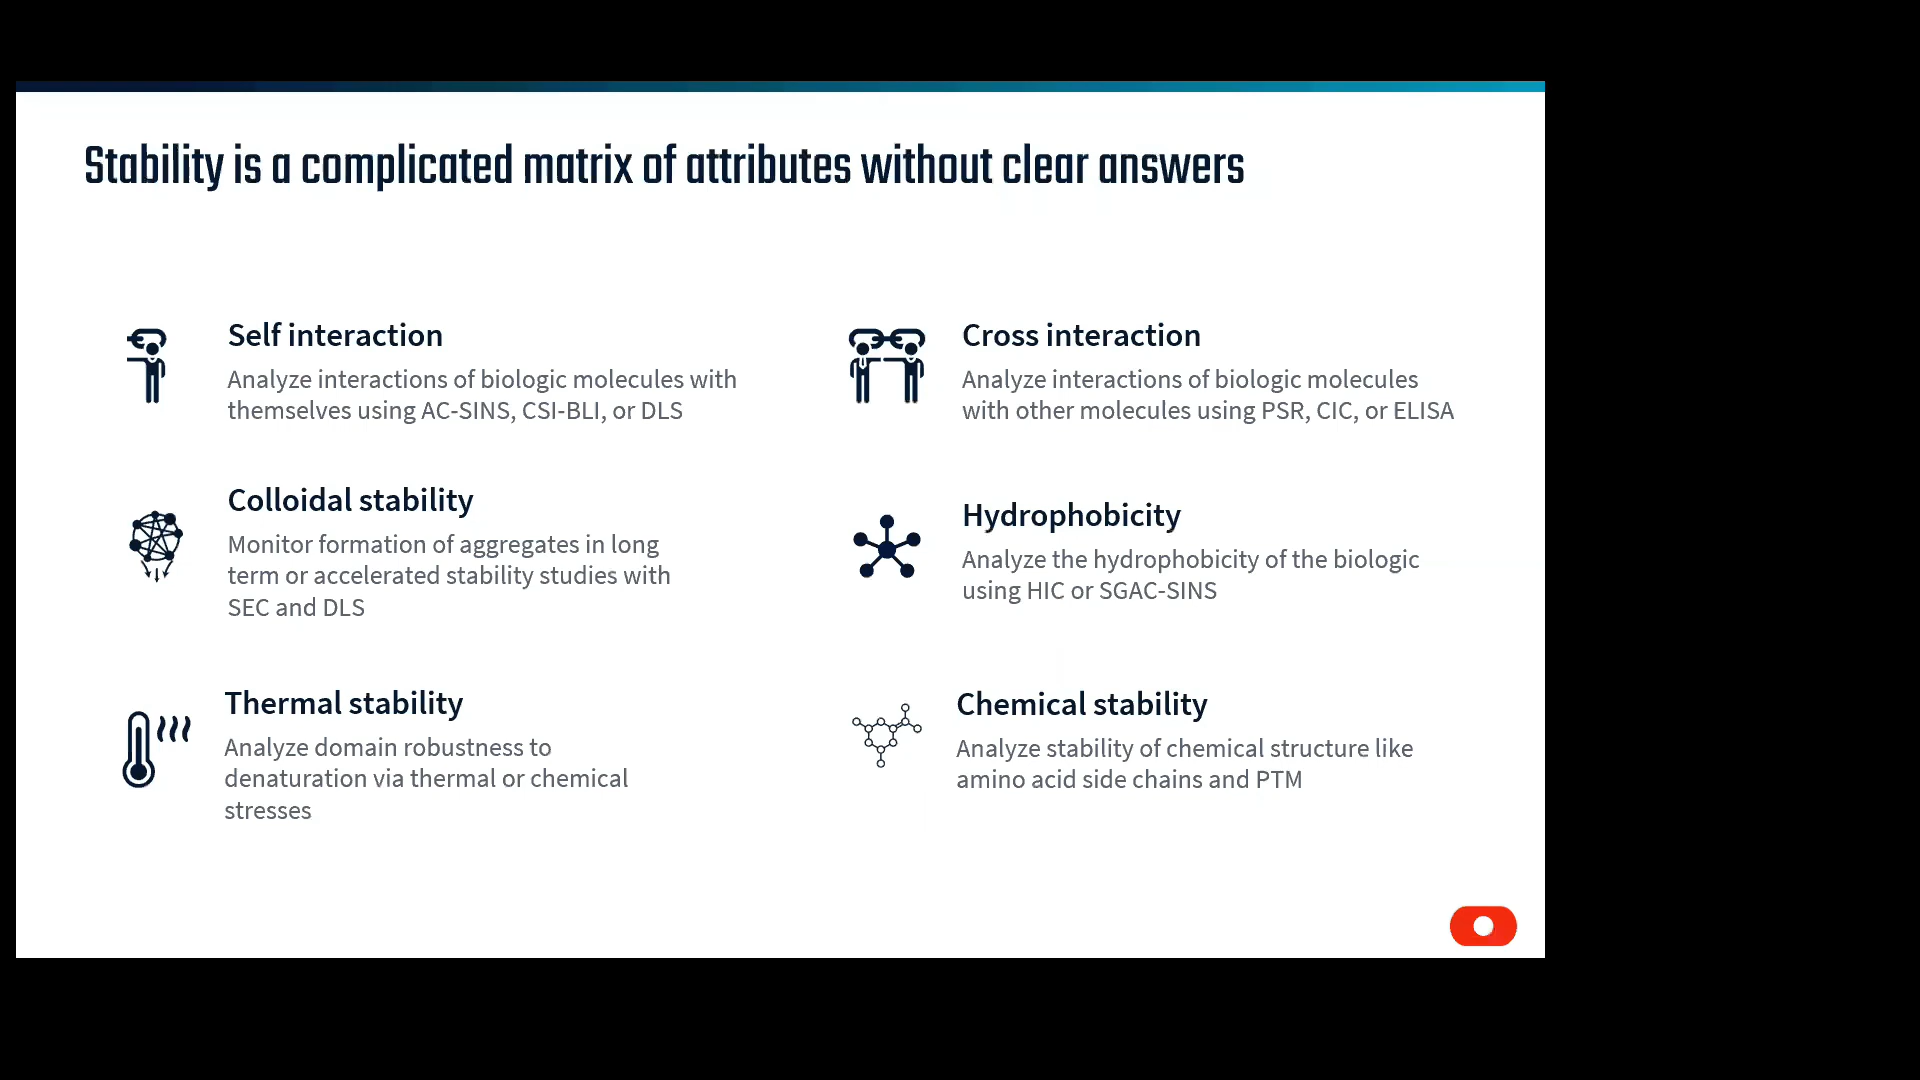 Stability is a complicated matrix of attributes without clear answers
Self interaction
Analyze interactions of biologic molecules with
themselves using AC-SINS, CSI-BLI, or DLS
Cross interaction
Analyze interactions of biologic molecules
with other molecules using PSR, CIC, or ELISA
Colloidal stability
Monitor formation of aggregates in long
term or accelerated stability studies with
SEC and DLS
Hydrophobicity
Analyze the hydrophobicity of the biologic
using HIC or SGAC-SINS
Thermal stability
Analyze domain robustness to
denaturation via thermal or chemical
stresses
Chemical stability
Analyze stability of chemical structure like
amino acid side chains and PTM